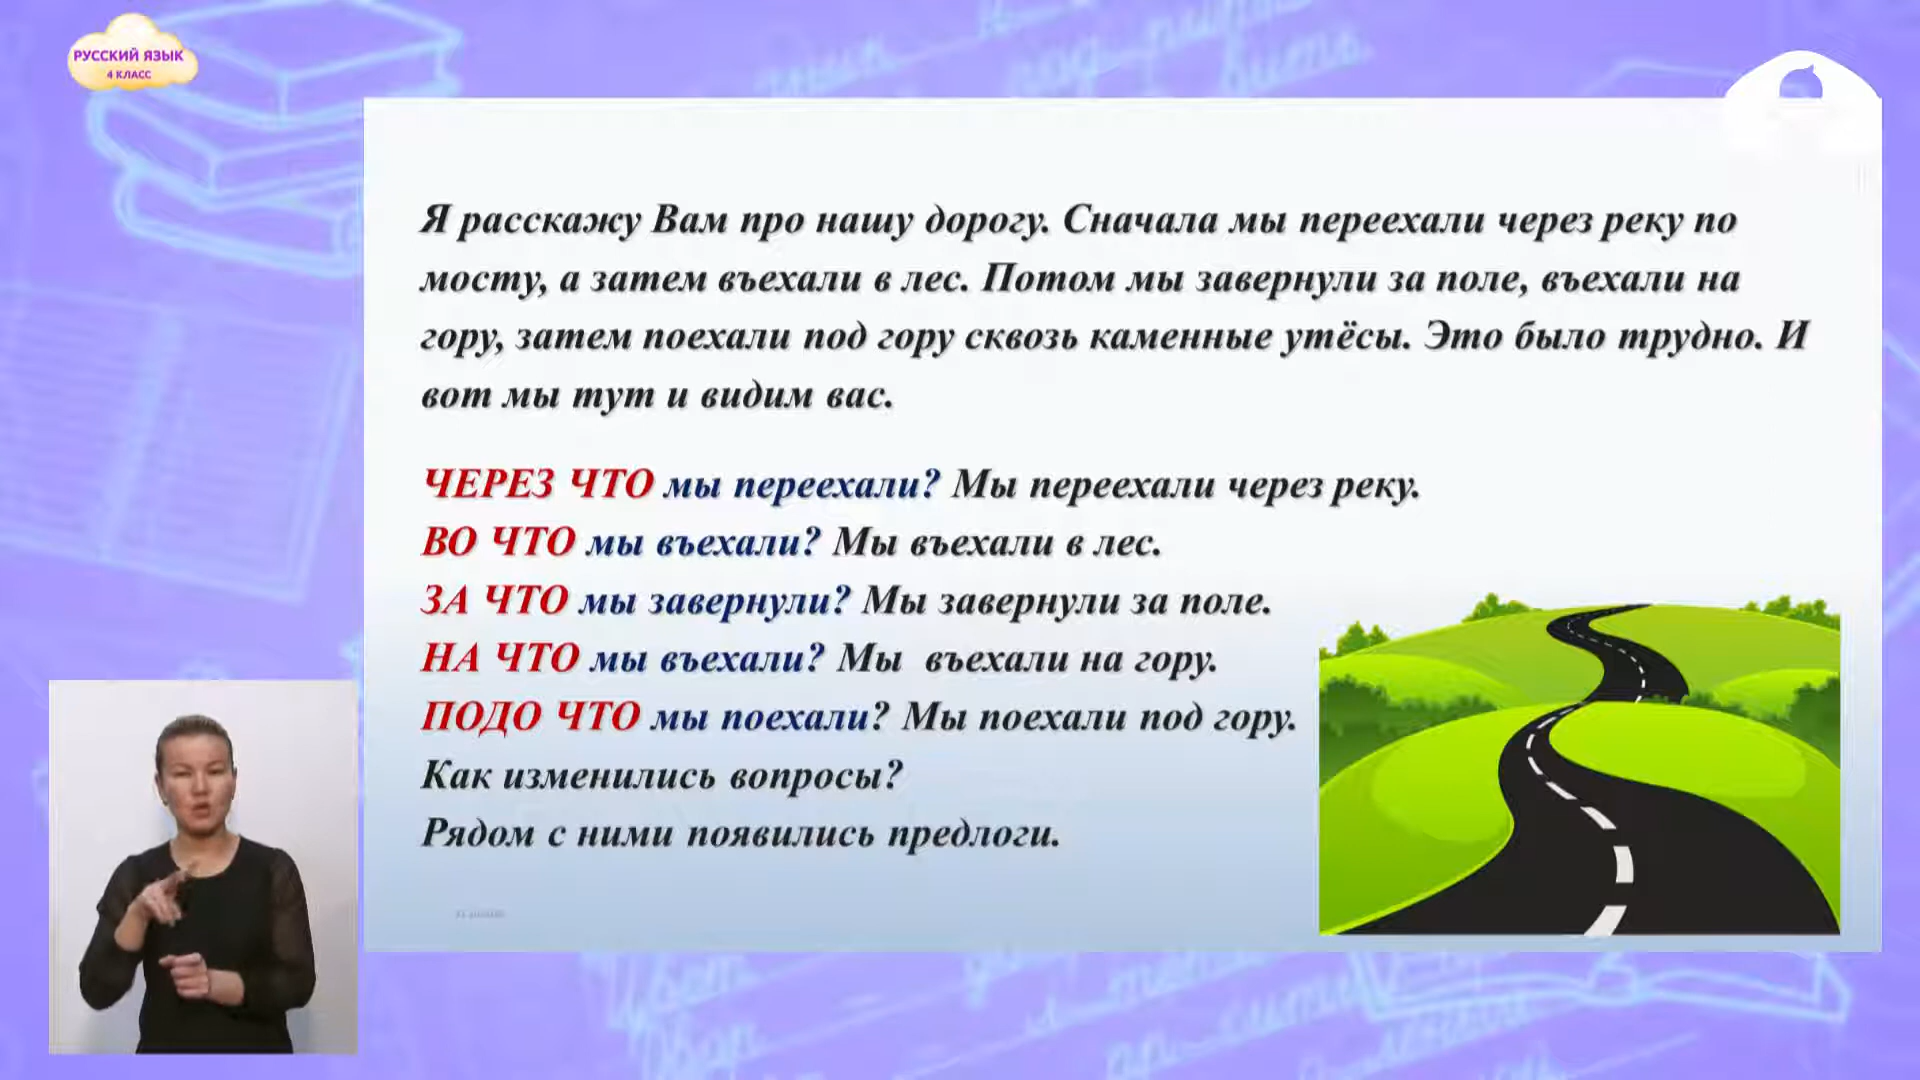 РУССКИЙ ЯЗЫК
4 КЛАСС
Я расскажу Вам про нашу дорогу. Сначала мы переехали через реку по
мосту, а затем въехали в лес. Потом мы завернули за поле, въехали на
гору, затем поехали под гору сквозь каменные утёсы. Это было трудно. И
вот мы тут и видим вас.
ЧЕРЕЗ ЧТО мы переехали? Мы переехали через реку.
ВО ЧТО мы въехали? Мы въехали в лес.
ЗА ЧТО мы завернули? Мы завернули за поле.
НА ЧТО мы въехали? Мы въехали на гору.
ПОДО ЧТО мы поехали? Мы поехали под гору.
Как изменились вопросы?
Рядом с ними появились предлоги.